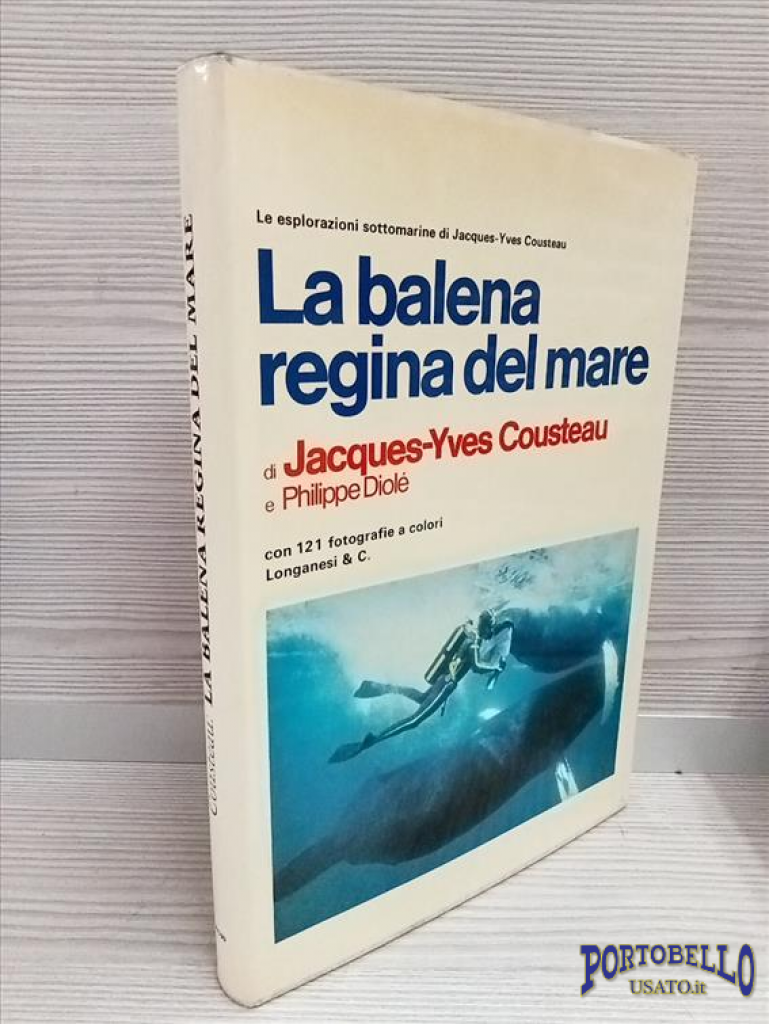 Le esplorazioni sottomarine di Jacques-Yves Cousteau
La balena
regina del mare
di Jacques-Yves Cousteau
e Philippe Diolé
con 121 fotografie a colori
Longanesi & C.
Cousteau LA BALENA REGINA DEL MARE
PORTOBELLO
USATO.it